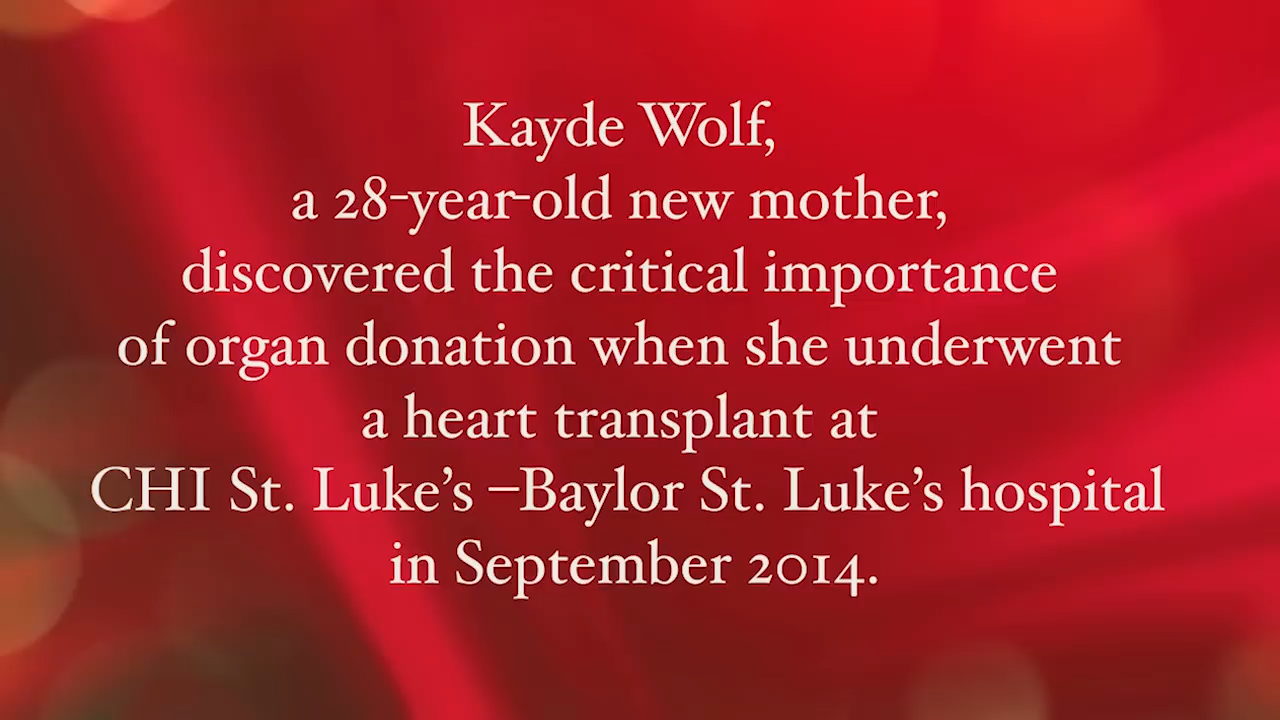 Kayde Wolf,
a 28-year-old new mother,
discovered the critical importance
of organ donation when she underwent
a heart transplant at
CHI St. Luke’s –Baylor St. Luke’s hospital
in September 2014.